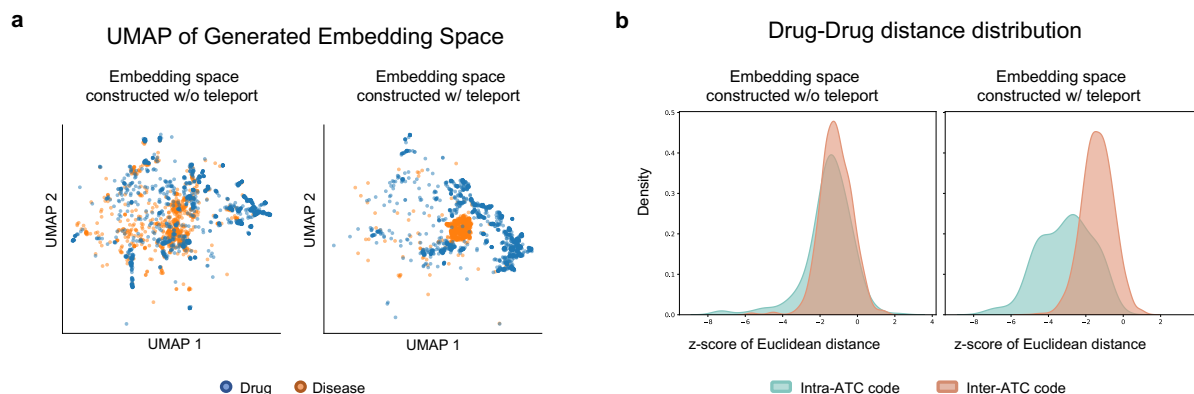 a
UMAP of Generated Embedding Space
Embedding space
constructed w/o teleport
Embedding space
constructed w/ teleport
UMAP 2
UMAP 2
UMAP 1
UMAP 1
Drug
Disease
b
Drug-Drug distance distribution
Embedding space
constructed w/o teleport
Embedding space
constructed w/ teleport
Density
0.5
0.4
0.3
0.2
0.1
0.0
-8 -6 -4 -2 0 2 4
-8 -6 -4 -2 0 2
z-score of Euclidean distance
z-score of Euclidean distance
Intra-ATC code
Inter-ATC code